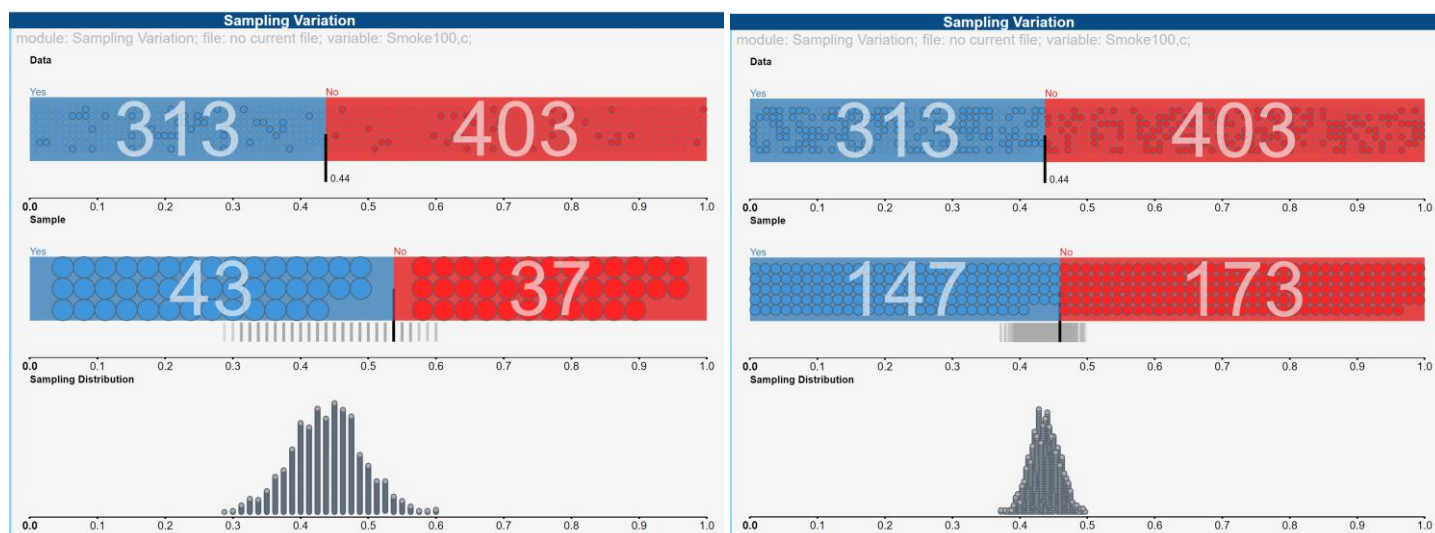 Sampling Variation
module: Sampling Variation; file: no current file; variable: Smoke100,c;
Data
Yes No
313 403
0.44
0.0 0.1 0.2 0.3 0.4 0.5 0.6 0.7 0.8 0.9 1.0
Sample
Yes No
43 37
0.0 0.1 0.2 0.3 0.4 0.5 0.6 0.7 0.8 0.9 1.0
Sampling Distribution
0.0 0.1 0.2 0.3 0.4 0.5 0.6 0.7 0.8 0.9 1.0
Sampling Variation
module: Sampling Variation; file: no current file; variable: Smoke100,c;
Data
Yes No
313 403
0.44
0.0 0.1 0.2 0.3 0.4 0.5 0.6 0.7 0.8 0.9 1.0
Sample
Yes No
147 173
0.0 0.1 0.2 0.3 0.4 0.5 0.6 0.7 0.8 0.9 1.0
Sampling Distribution
0.0 0.1 0.2 0.3 0.4 0.5 0.6 0.7 0.8 0.9 1.0